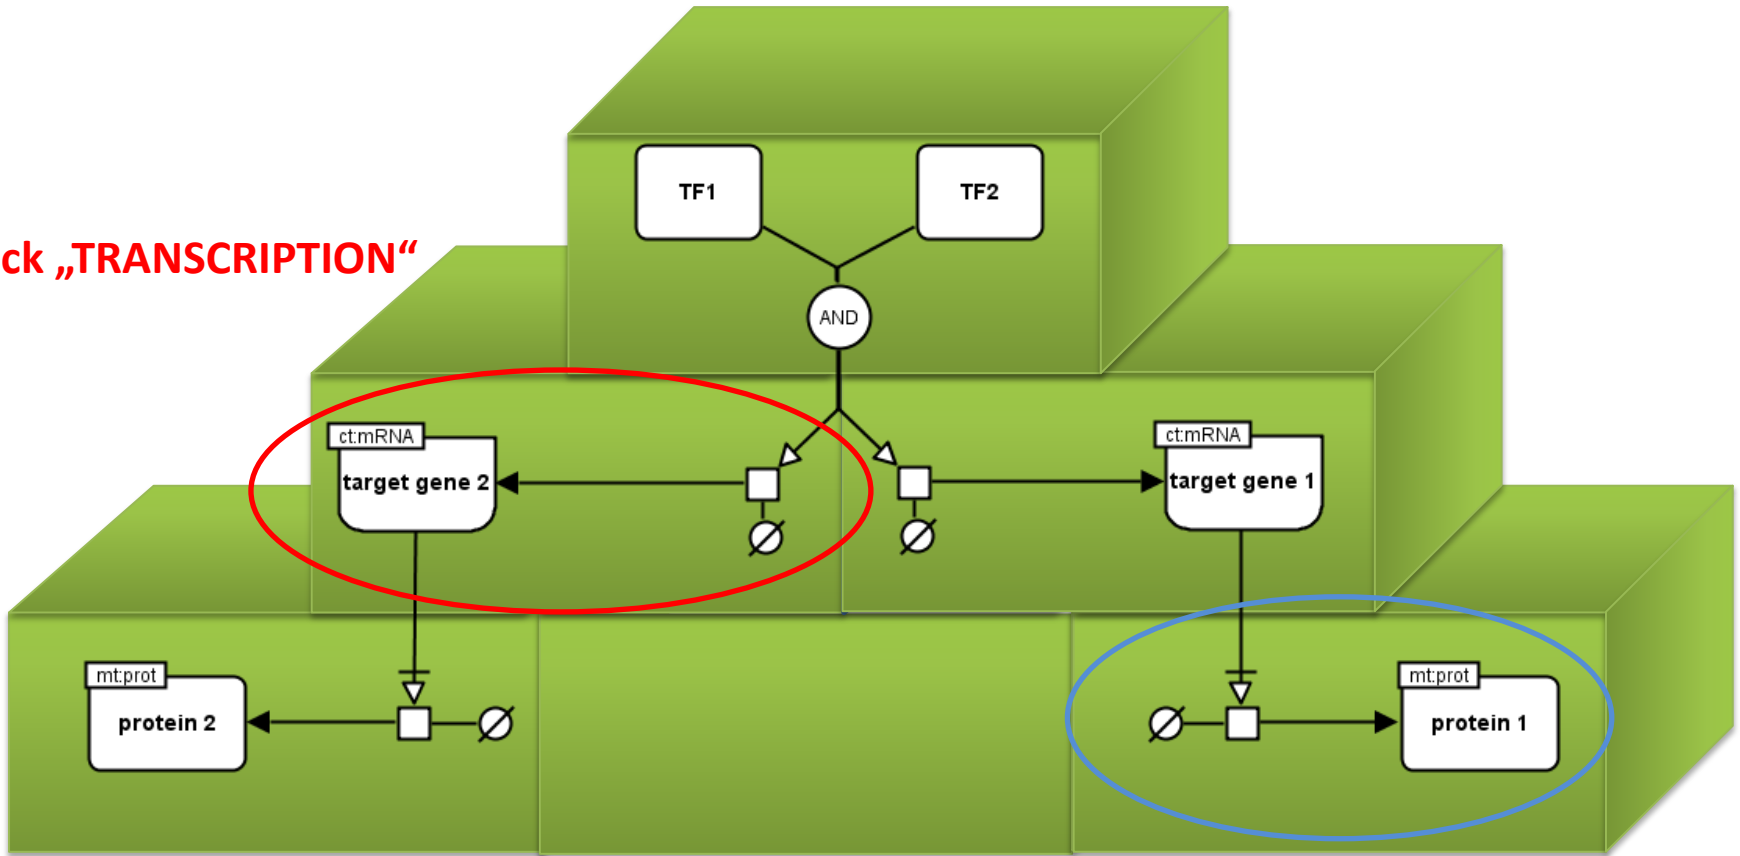 TF1
TF2
ck „TRANSCRIPTION“
AND
ct:mRNA
target gene 2
ct:mRNA
target gene 1
mt:prot
protein 2
mt:prot
protein 1